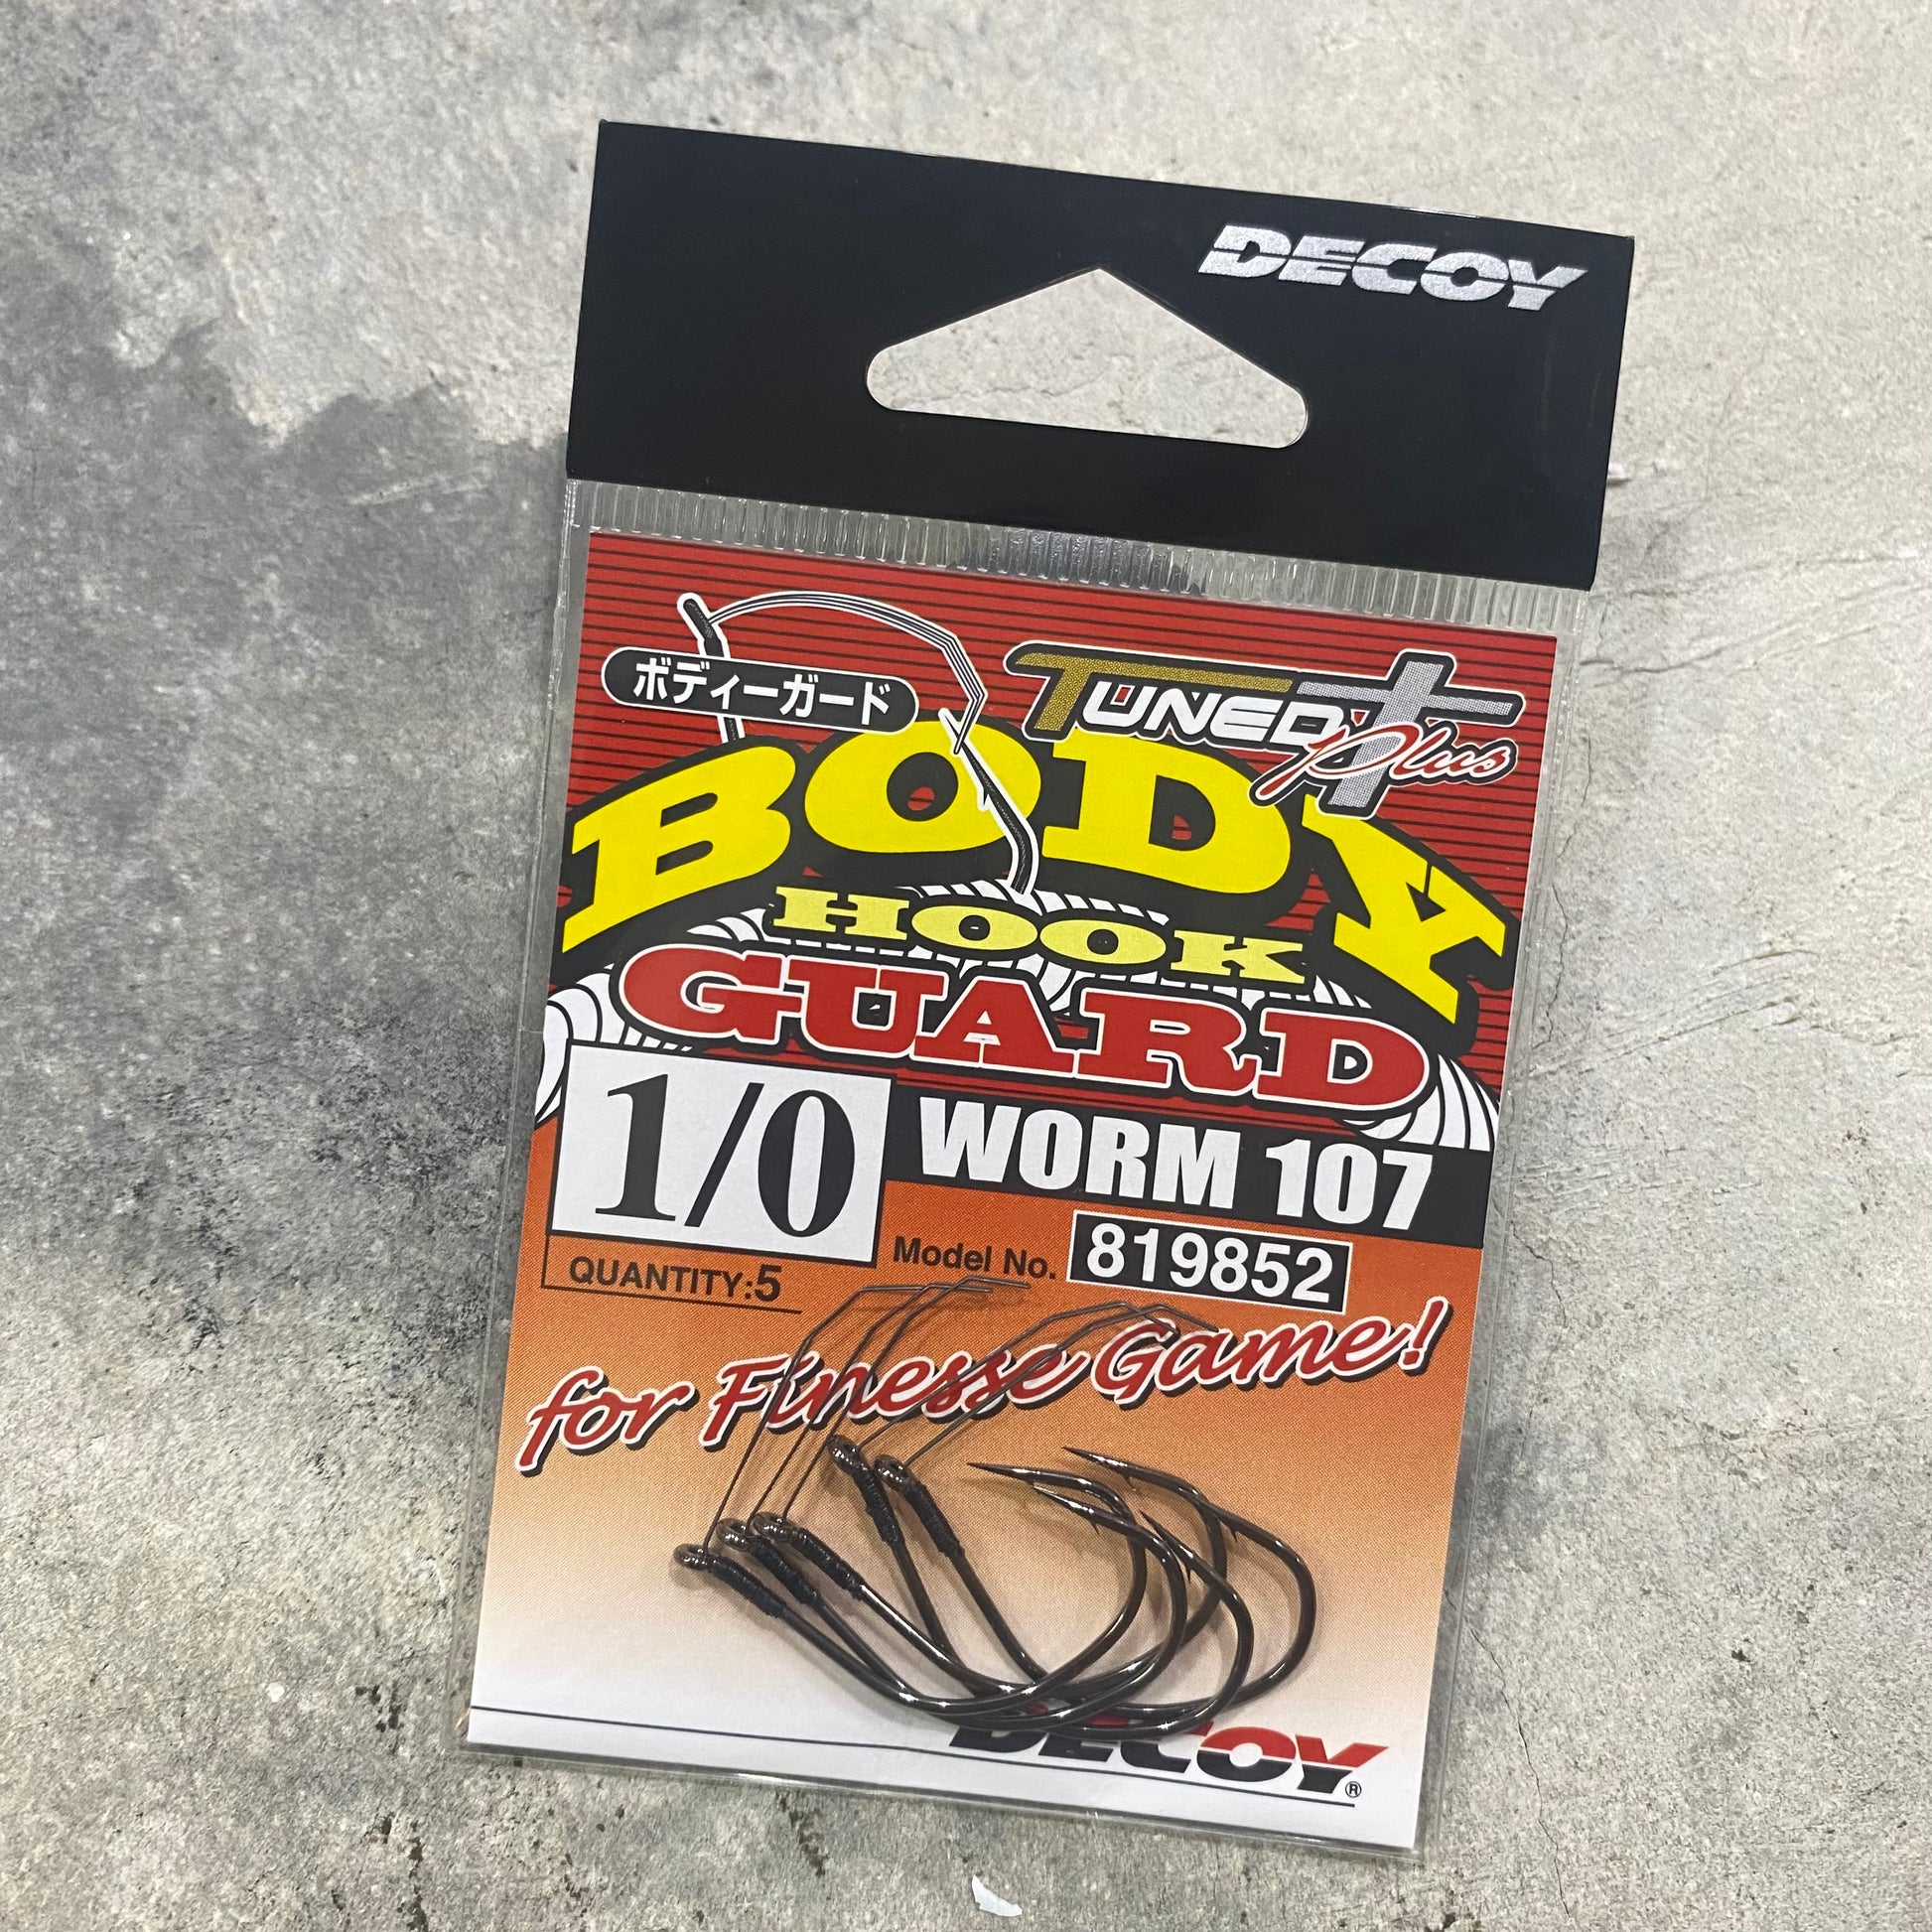 DECOY
ボディーガード
TUNED Plus
BODY
HOOK
GUARD
1/0
WORM 107
QUANTITY:5
Model No. 819852
for Finesse Game!
DECOY®